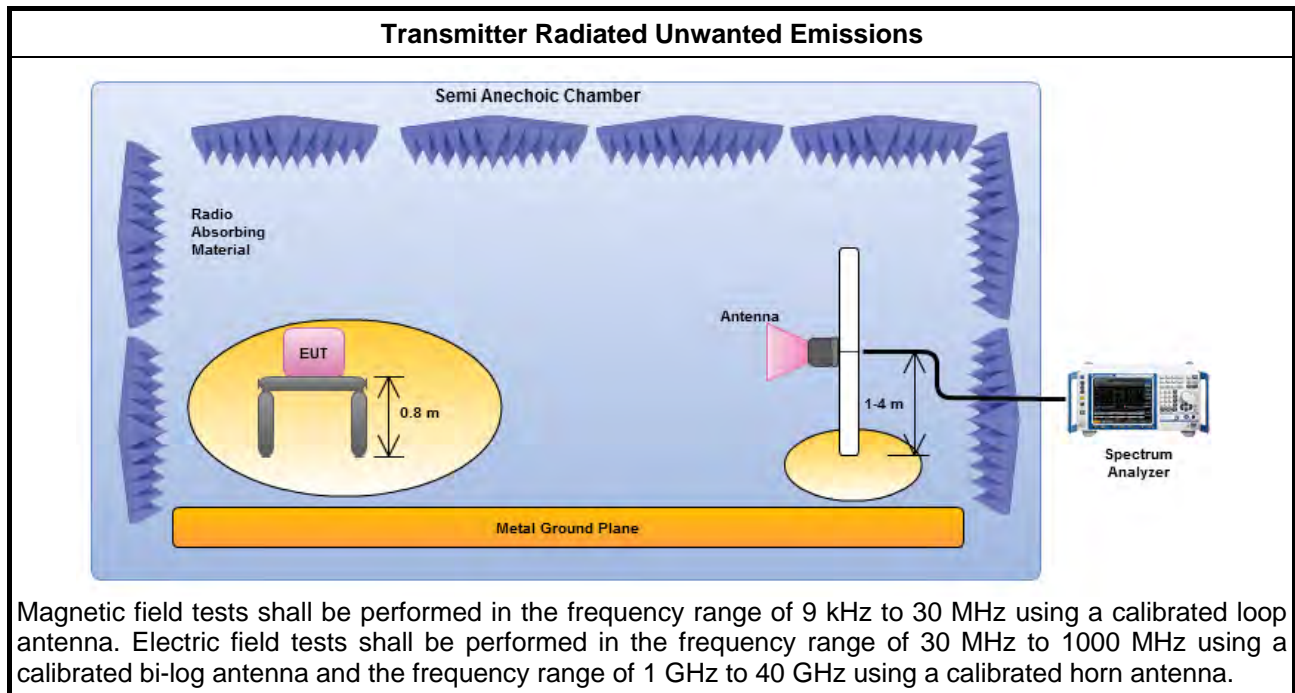 Transmitter Radiated Unwanted Emissions
Semi Anechoic Chamber
Radio
Absorbing
Material
Antenna
EUT
0.8 m
1-4 m
Spectrum
Analyzer
Metal Ground Plane
Magnetic field tests shall be performed in the frequency range of 9 kHz to 30 MHz using a calibrated loop
antenna. Electric field tests shall be performed in the frequency range of 30 MHz to 1000 MHz using a
calibrated bi-log antenna and the frequency range of 1 GHz to 40 GHz using a calibrated horn antenna.